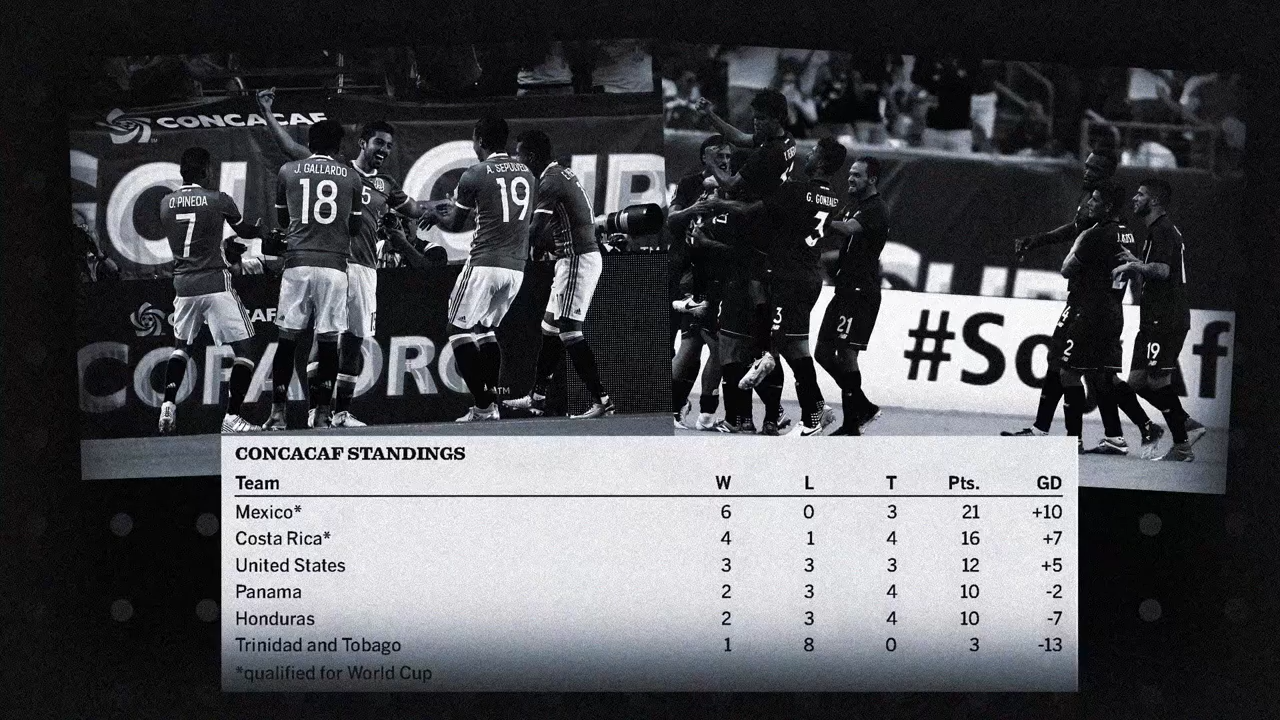 CONCACAF
O. PINEDA
7
J. GALLARDO
18
5
A. SEPULVEDA
19
G. GONZALEZ
3
3
21
2
19
CONCACAF STANDINGS
Team W L T Pts. GD
Mexico* 6 0 3 21 +10
Costa Rica* 4 1 4 16 +7
United States 3 3 3 12 +5
Panama 2 3 4 10 -2
Honduras 2 3 4 10 -7
Trinidad and Tobago 1 8 0 3 -13
*qualified for World Cup